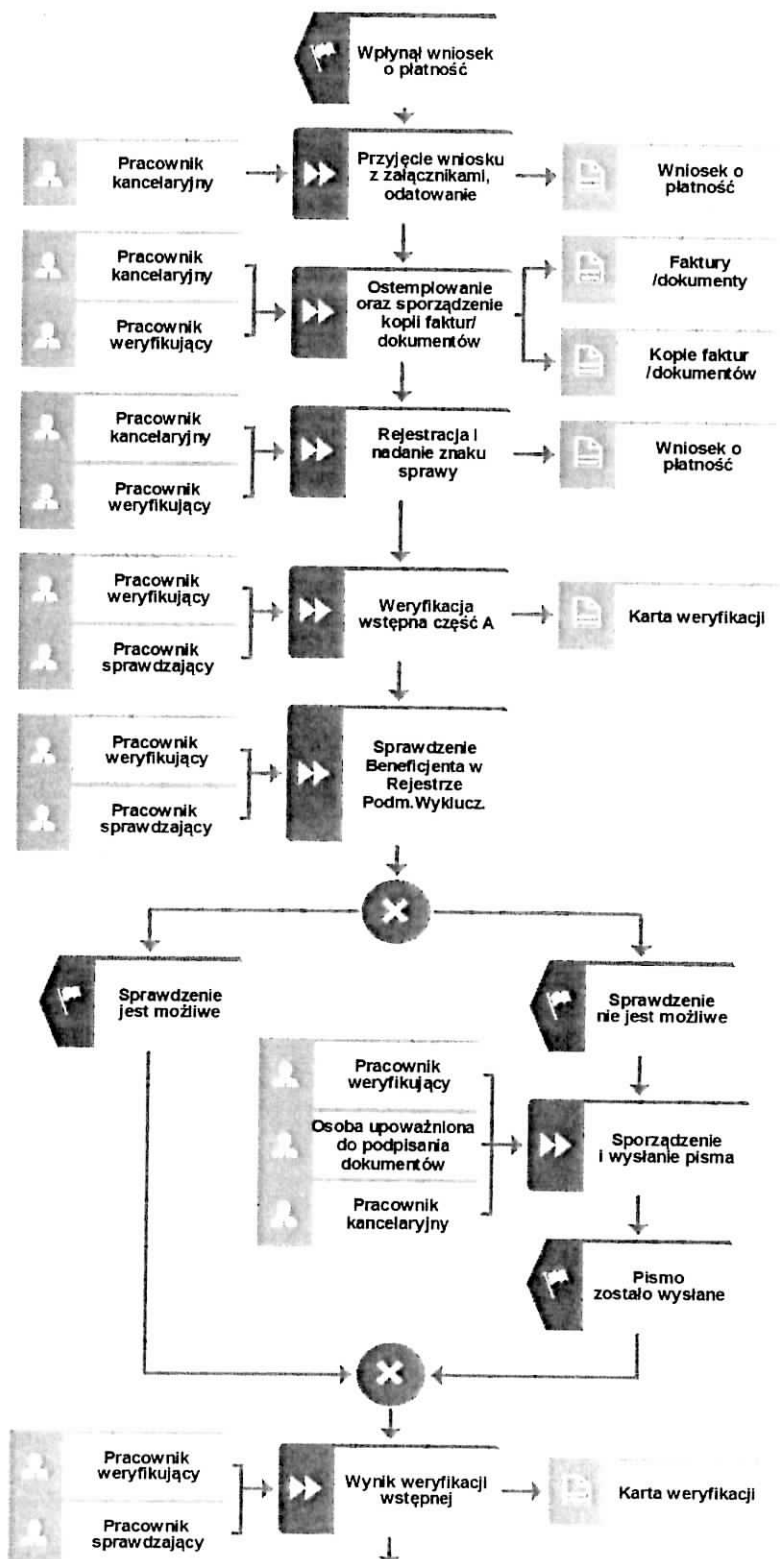 Wpłynął wniosek
o płatność
Pracownik
kancelaryjny
Przyjęcie wniosku
z załącznikami,
odatowanie
Wniosek o
płatność
Pracownik
kancelaryjny
Pracownik
weryfikujący
Ostemplowanie
oraz sporządzenie
kopii faktur/
dokumentów
Faktury
/dokumenty
Kopie faktur
/dokumentów
Pracownik
kancelaryjny
Pracownik
weryfikujący
Rejestracja i
nadanie znaku
sprawy
Wniosek o
płatność
Pracownik
weryfikujący
Pracownik
sprawdzający
Weryfikacja
wstępna część A
Karta weryfikacji
Pracownik
weryfikujący
Pracownik
sprawdzający
Sprawdzenie
Beneficjenta w
Rejestrze
Podm.Wyklucz.
Sprawdzenie
jest możliwe
Sprawdzenie
nie jest możliwe
Pracownik
weryfikujący
Osoba upoważniona
do podpisania
dokumentów
Pracownik
kancelaryjny
Sporządzenie
i wysłanie pisma
Pismo
zostało wysłane
Pracownik
weryfikujący
Pracownik
sprawdzający
Wynik weryfikacji
wstępnej
Karta weryfikacji